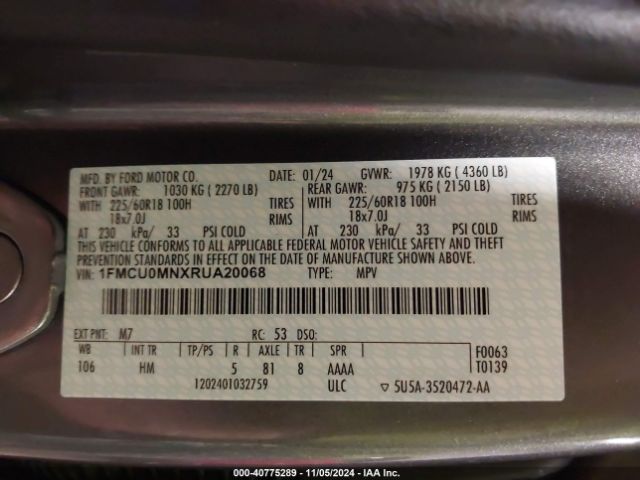 MFD. BY FORD MOTOR CO. DATE: 01/24 GVWR: 1978 KG ( 4360 LB)
FRONT GAWR: 1030 KG ( 2270 LB) REAR GAWR: 975 KG ( 2150 LB)
WITH 225/60R18 100H TIRES WITH 225/60R18 100H TIRES
18x7.0J RIMS 18x7.0J RIMS
AT 230 kPa/ 33 PSI COLD AT 230 kPa/ 33 PSI COLD
THIS VEHICLE CONFORMS TO ALL APPLICABLE FEDERAL MOTOR VEHICLE SAFETY AND THEFT
PREVENTION STANDARDS IN EFFECT ON THE DATE OF MANUFACTURE SHOWN ABOVE.
VIN: 1FMCU0MNXRUA20068 TYPE: MPV
EXT PNT: M7 RC: 53 DSO:
WB INT TR TP/PS R AXLE TR SPR F0063
106 HM 5 81 8 AAAA T0139
1202401032759 ULC ▽ 5U5A-3520472-AA
000-40775289 - 11/05/2024 - IAA Inc.